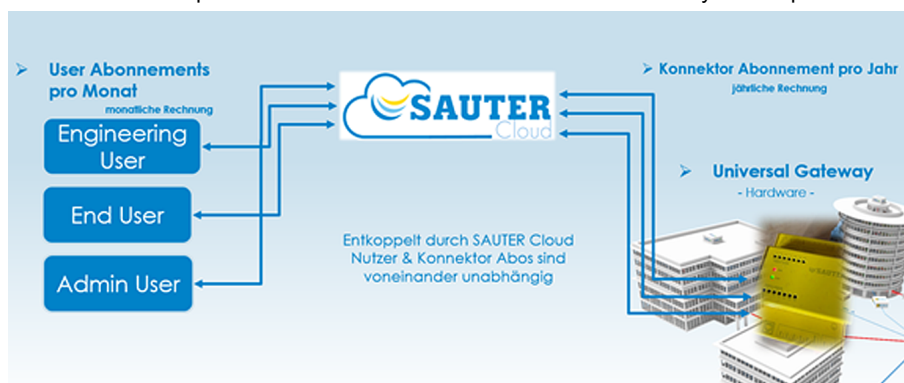 User Abonnements
pro Monat
monatliche Rechnung
Engineering
User
End User
Admin User
SAUTER
Cloud
Entkoppelt durch SAUTER Cloud
Nutzer & Konnektor Abos sind
voneinander unabhängig
Konnektor Abonnement pro Jahr
jährliche Rechnung
Universal Gateway
- Hardware -
SAUTER